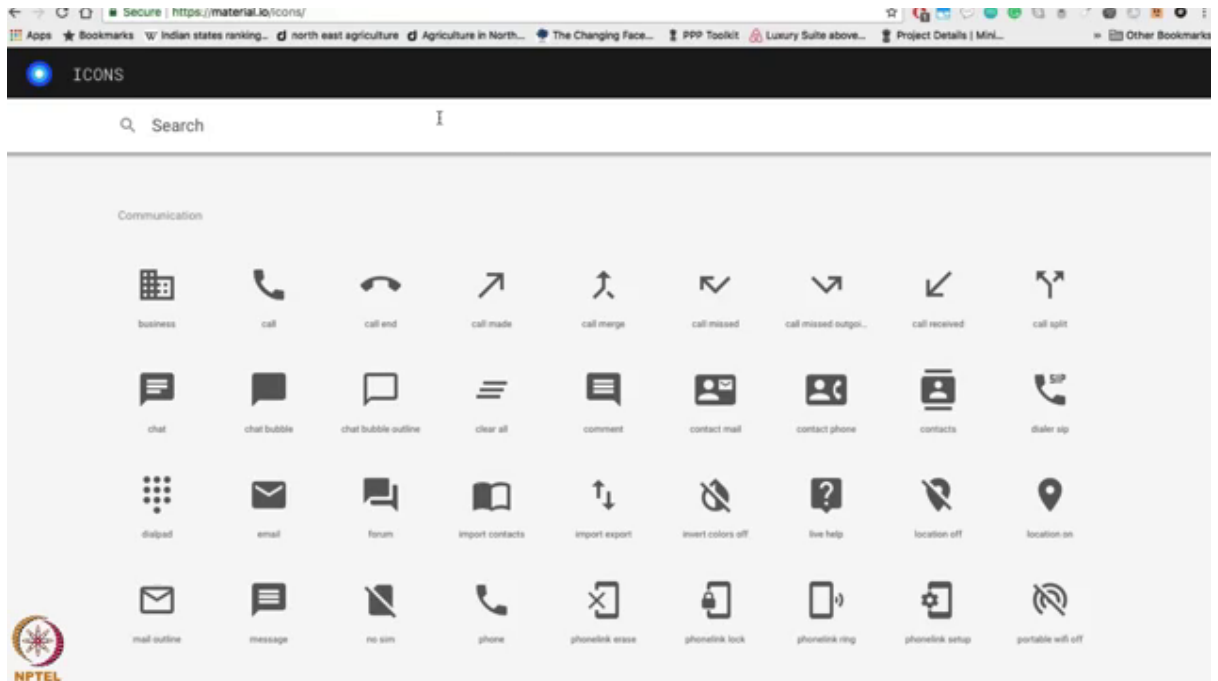 Secure | https://material.io/icons/
Apps Bookmarks Indian states ranking... north east agriculture Agriculture in North... The Changing Face... PPP Toolkit Luxury Suite above... Project Details | Mini... » Other Bookmarks
ICONS
Search
Communication
business call call end call made call merge call missed call missed outgoi... call received call split
SIP
chat chat bubble chat bubble outline clear all comment contact mail contact phone contacts dialer sip
dialpad email forum import contacts import export invert colors off live help location off location on
mail outline message no sim phone phonelink erase phonelink lock phonelink ring phonelink setup portable wifi off
NPTEL